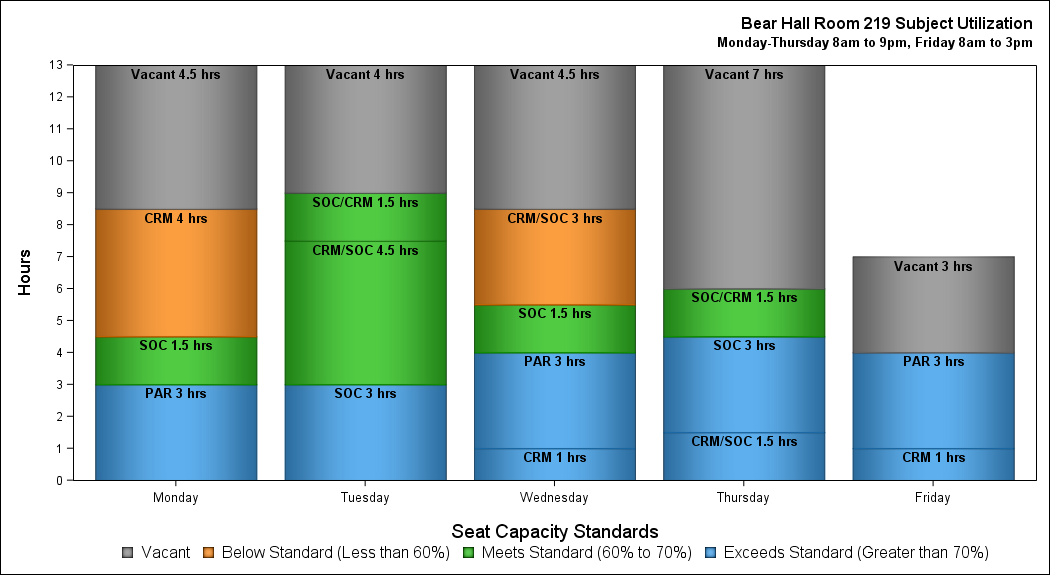 Bear Hall Room 219 Subject Utilization
Monday-Thursday 8am to 9pm, Friday 8am to 3pm
Hours
13
12
11
10
9
8
7
6
5
4
3
2
1
0
Vacant 4.5 hrs
CRM 4 hrs
SOC 1.5 hrs
PAR 3 hrs
Vacant 4 hrs
SOC/CRM 1.5 hrs
CRM/SOC 4.5 hrs
SOC 3 hrs
Vacant 4.5 hrs
CRM/SOC 3 hrs
SOC 1.5 hrs
PAR 3 hrs
CRM 1 hrs
Vacant 7 hrs
SOC/CRM 1.5 hrs
SOC 3 hrs
CRM/SOC 1.5 hrs
Vacant 3 hrs
PAR 3 hrs
CRM 1 hrs
Monday Tuesday Wednesday Thursday Friday
Seat Capacity Standards
Vacant Below Standard (Less than 60%) Meets Standard (60% to 70%) Exceeds Standard (Greater than 70%)